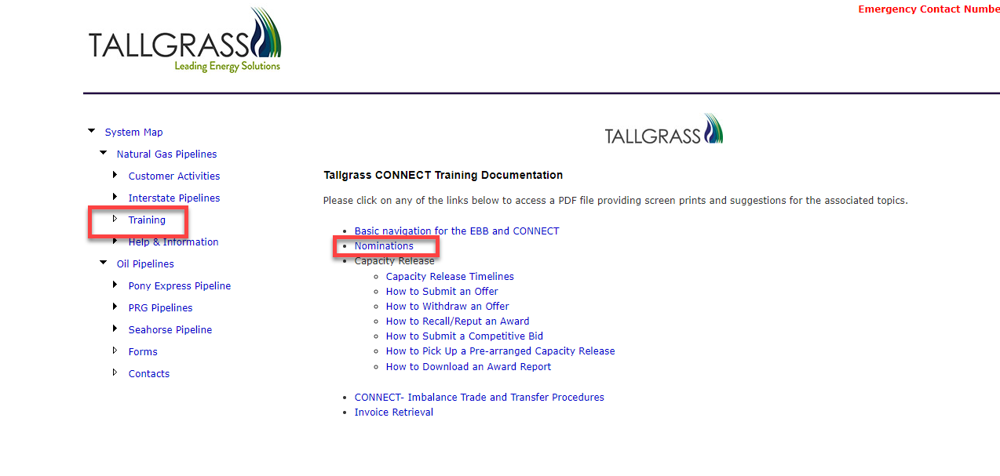 Emergency Contact Numbe
TALLGRASS
Leading Energy Solutions
System Map
Natural Gas Pipelines
Customer Activities
Interstate Pipelines
Training
Help & Information
Oil Pipelines
Pony Express Pipeline
PRG Pipelines
Seahorse Pipeline
Forms
Contacts
TALLGRASS
Tallgrass CONNECT Training Documentation
Please click on any of the links below to access a PDF file providing screen prints and suggestions for the associated topics.
Basic navigation for the EBB and CONNECT
Nominations
Capacity Release
Capacity Release Timelines
How to Submit an Offer
How to Withdraw an Offer
How to Recall/Reput an Award
How to Submit a Competitive Bid
How to Pick Up a Pre-arranged Capacity Release
How to Download an Award Report
CONNECT- Imbalance Trade and Transfer Procedures
Invoice Retrieval